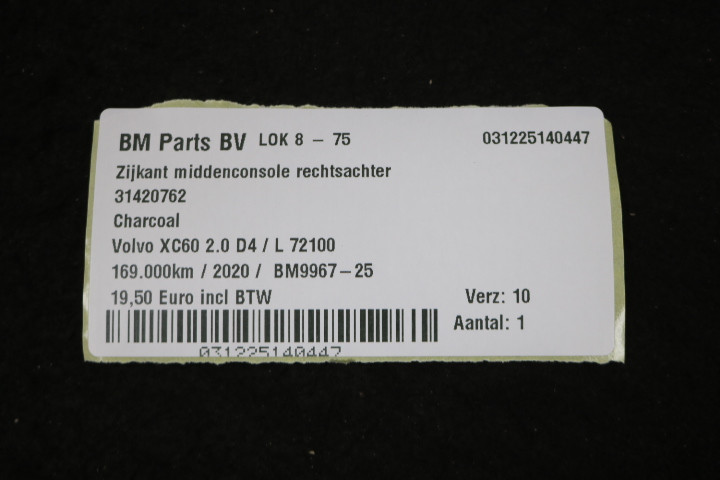 BM Parts BV LOK 8 – 75 031225140447
Zijkant middenconsole rechtsachter
31420762
Charcoal
Volvo XC60 2.0 D4 / L 72100
169.000km / 2020 / BM9967–25
19,50 Euro incl BTW Verz: 10
Aantal: 1
031225140447